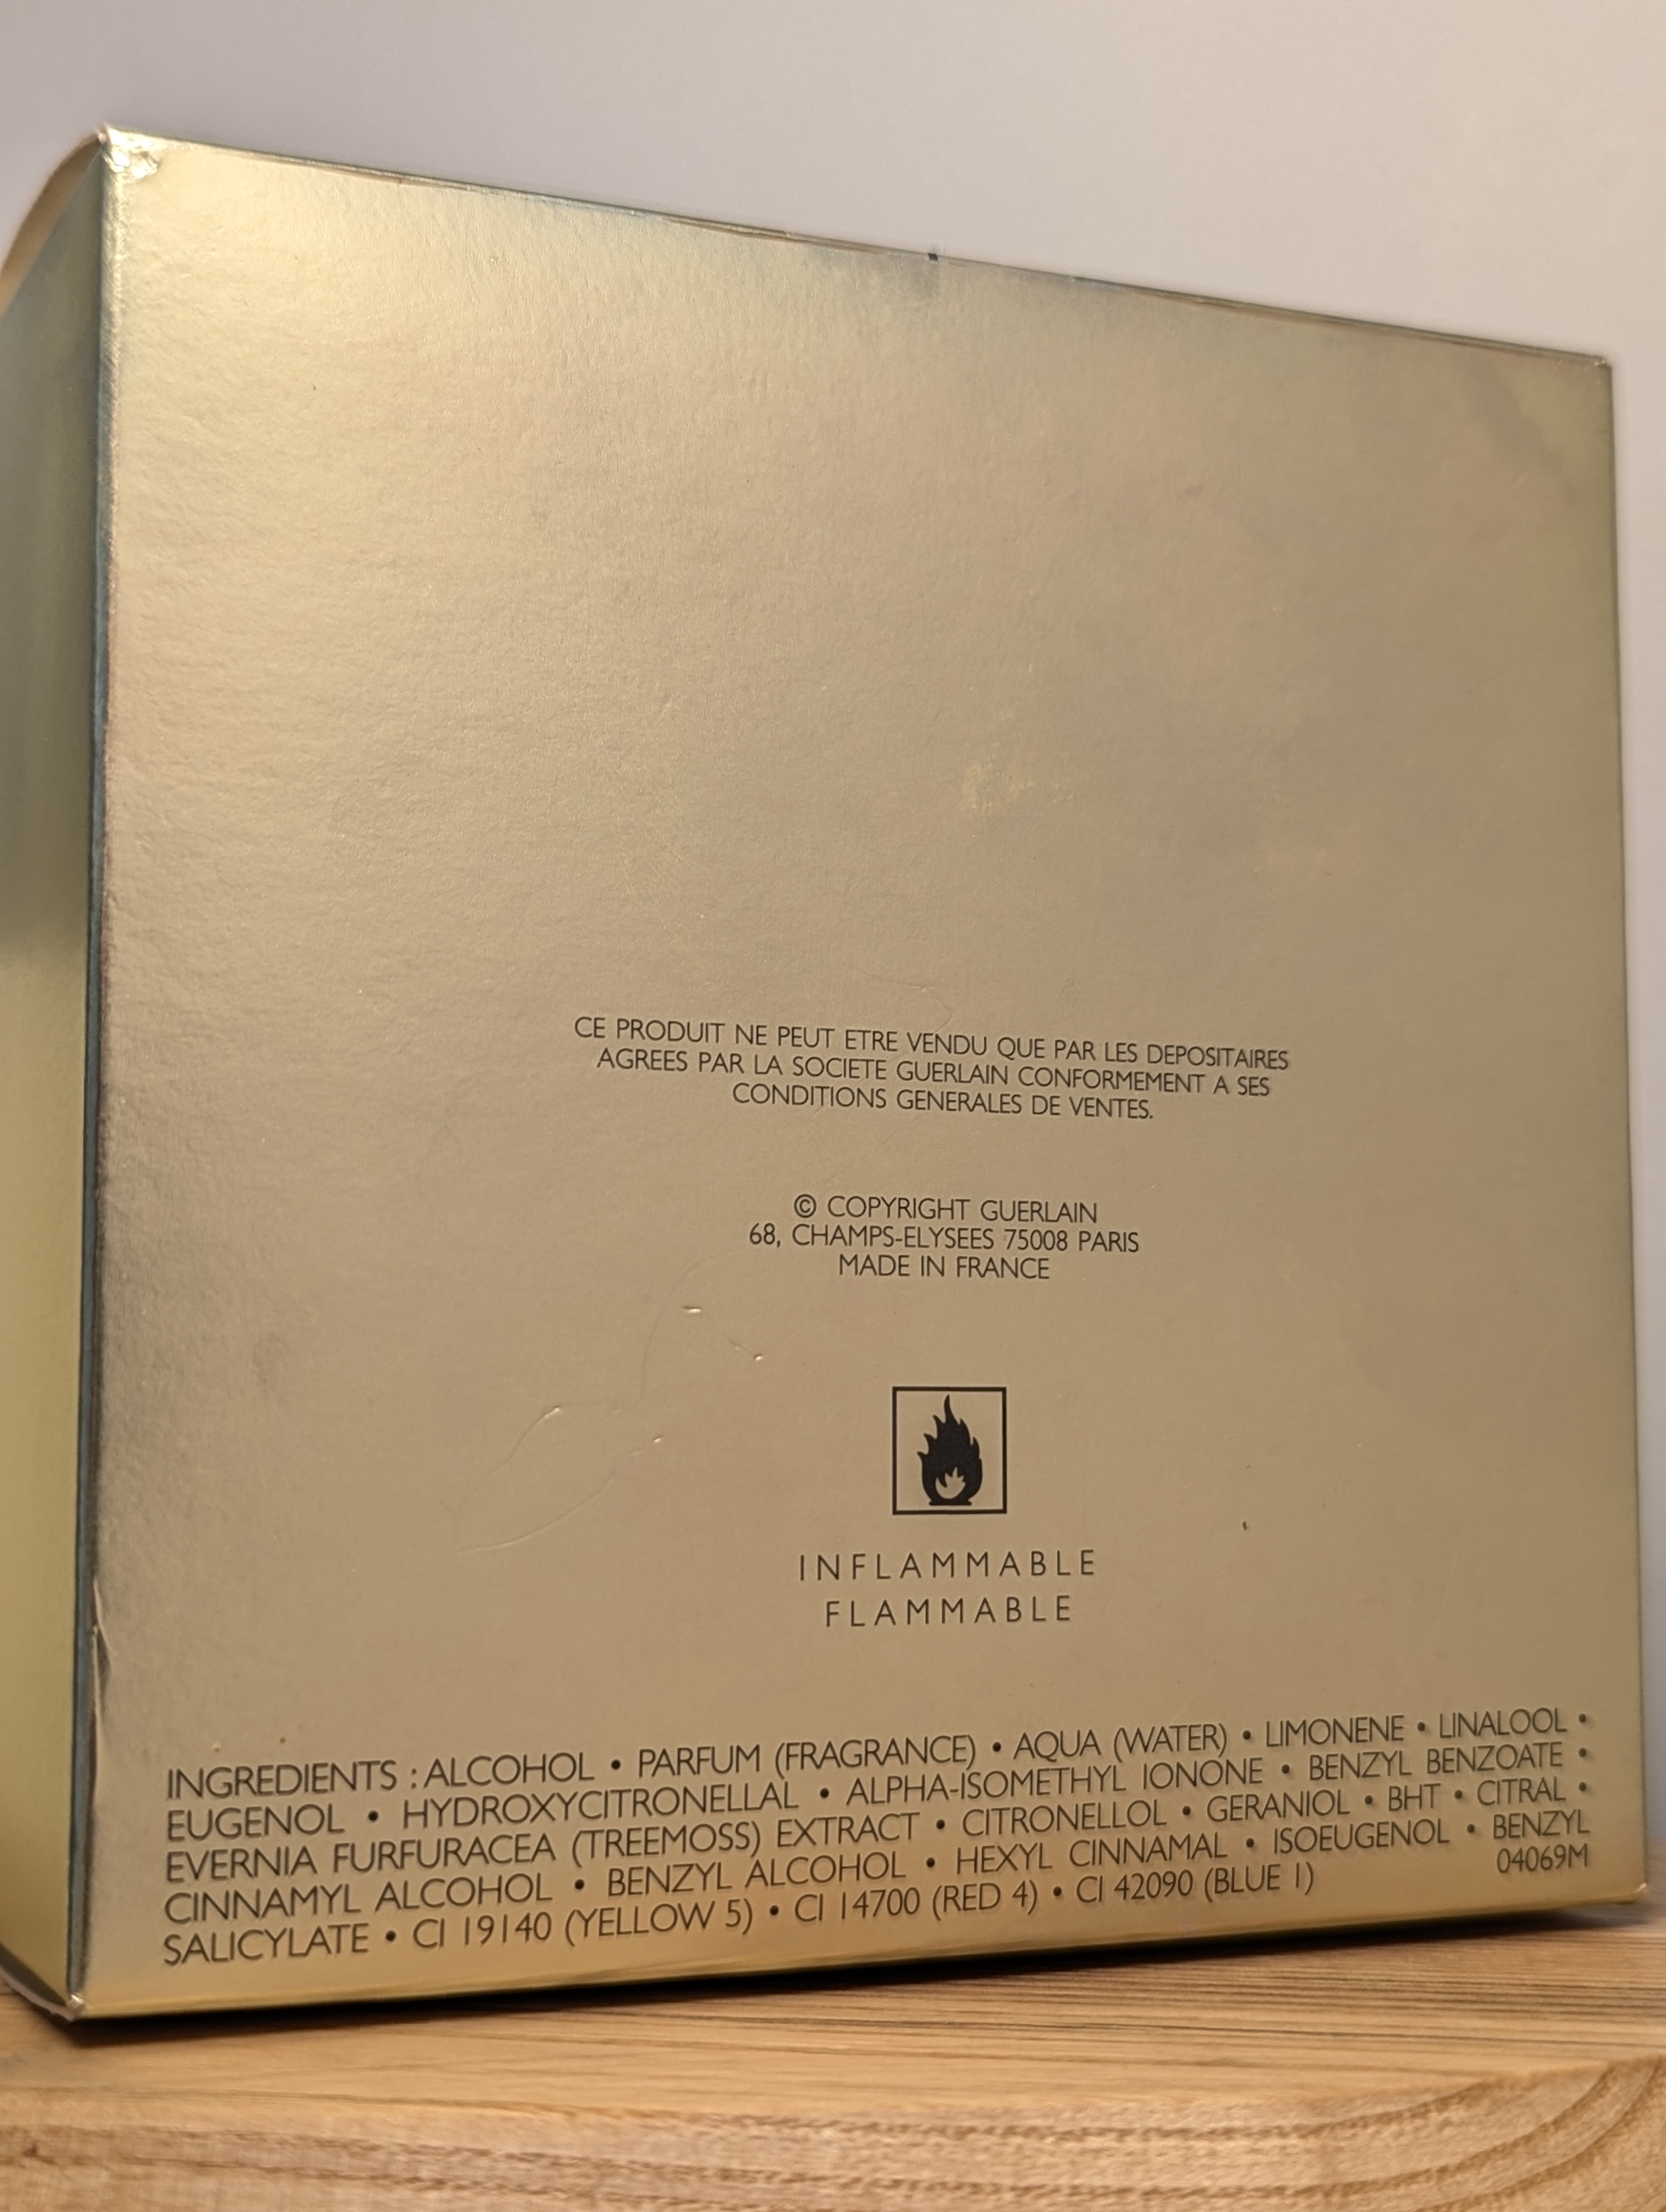 CE PRODUIT NE PEUT ETRE VENDU QUE PAR LES DEPOSITAIRES
AGREES PAR LA SOCIETE GUERLAIN CONFORMEMENT A SES
CONDITIONS GENERALES DE VENTES.
© COPYRIGHT GUERLAIN
68, CHAMPS-ELYSEES 75008 PARIS
MADE IN FRANCE
INFLAMMABLE
FLAMMABLE
INGREDIENTS : ALCOHOL • PARFUM (FRAGRANCE) • AQUA (WATER) • LIMONENE • LINALOOL •
EUGENOL • HYDROXYCITRONELLAL • ALPHA-ISOMETHYL IONONE • BENZYL BENZOATE •
EVERNIA FURFURACEA (TREEMOSS) EXTRACT • CITRONELLOL • GERANIOL • BHT • CITRAL •
CINNAMYL ALCOHOL • BENZYL ALCOHOL • HEXYL CINNAMAL • ISOEUGENOL • BENZYL
SALICYLATE • CI 19140 (YELLOW 5) • CI 14700 (RED 4) • CI 42090 (BLUE 1) 04069M